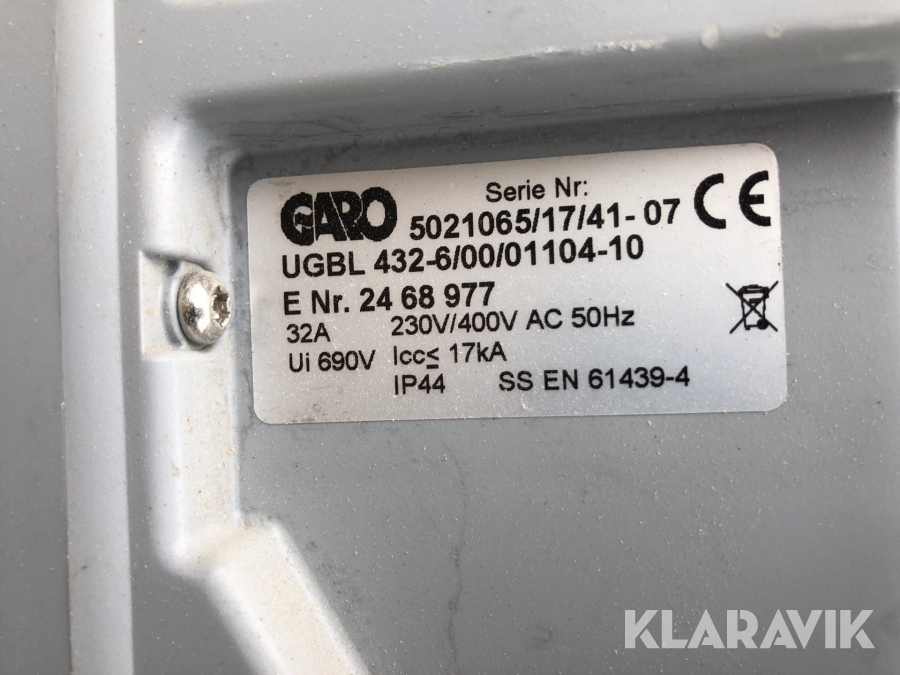 GARO Serie Nr:
5021065/17/41-07 CE
UGBL 432-6/00/01104-10
E Nr. 24 68 977
32A 230V/400V AC 50Hz
Ui 690V Icc≤ 17kA
IP44 SS EN 61439-4
KLARAVIK